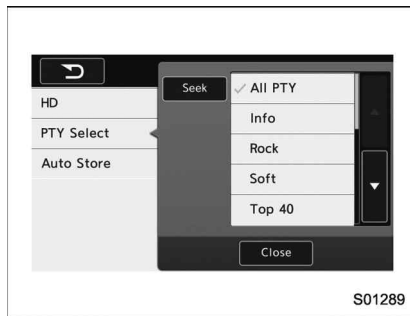 HD
PTY Select
Auto Store
Seek
All PTY
Info
Rock
Soft
Top 40
Close
S01289